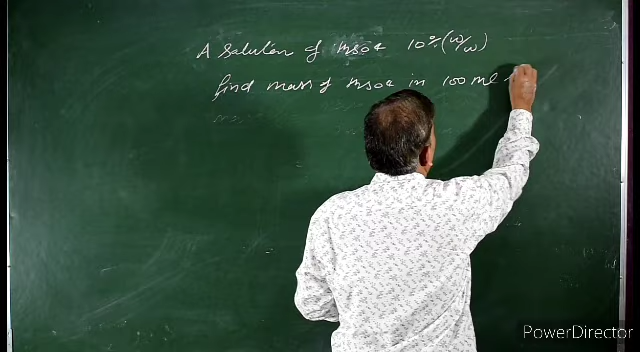 A Solution of H2SO4 10% (w/w)
find mass of H2SO4 in 100 ml
PowerDirector